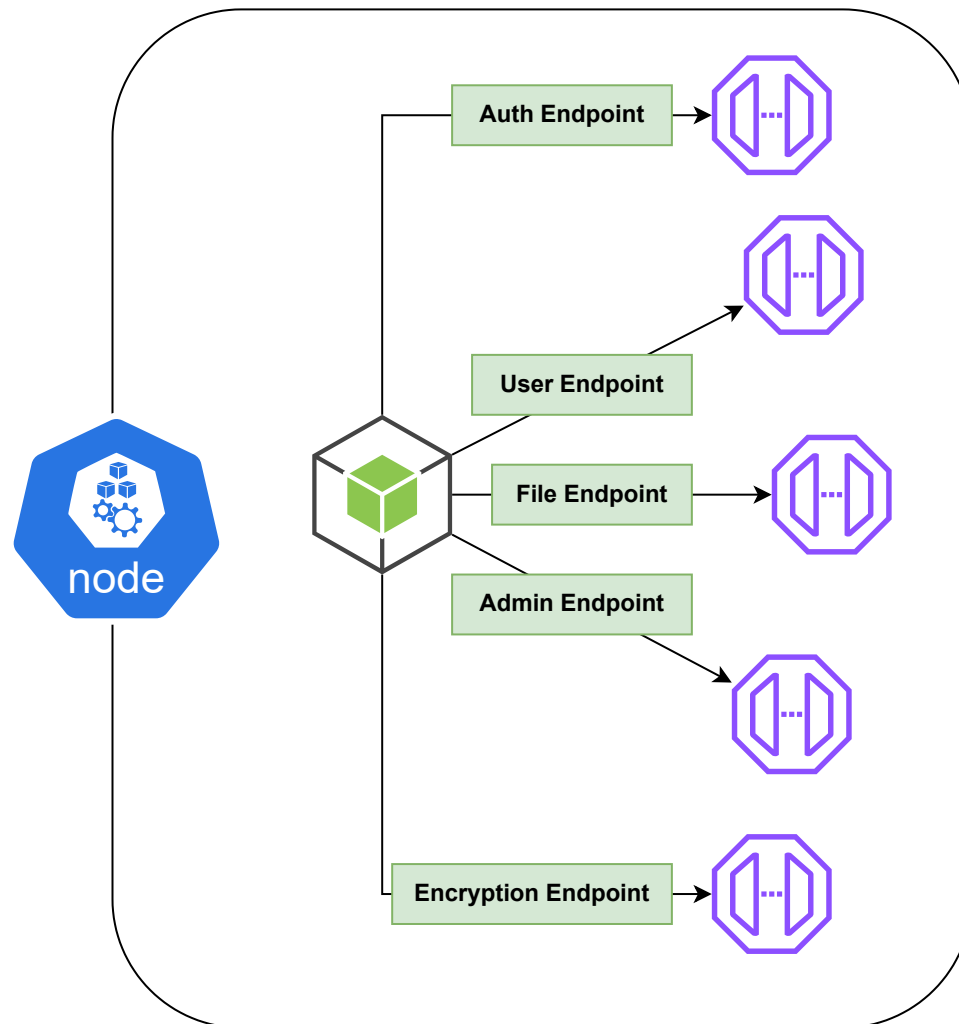 Auth Endpoint
User Endpoint
File Endpoint
node
Admin Endpoint
Encryption Endpoint